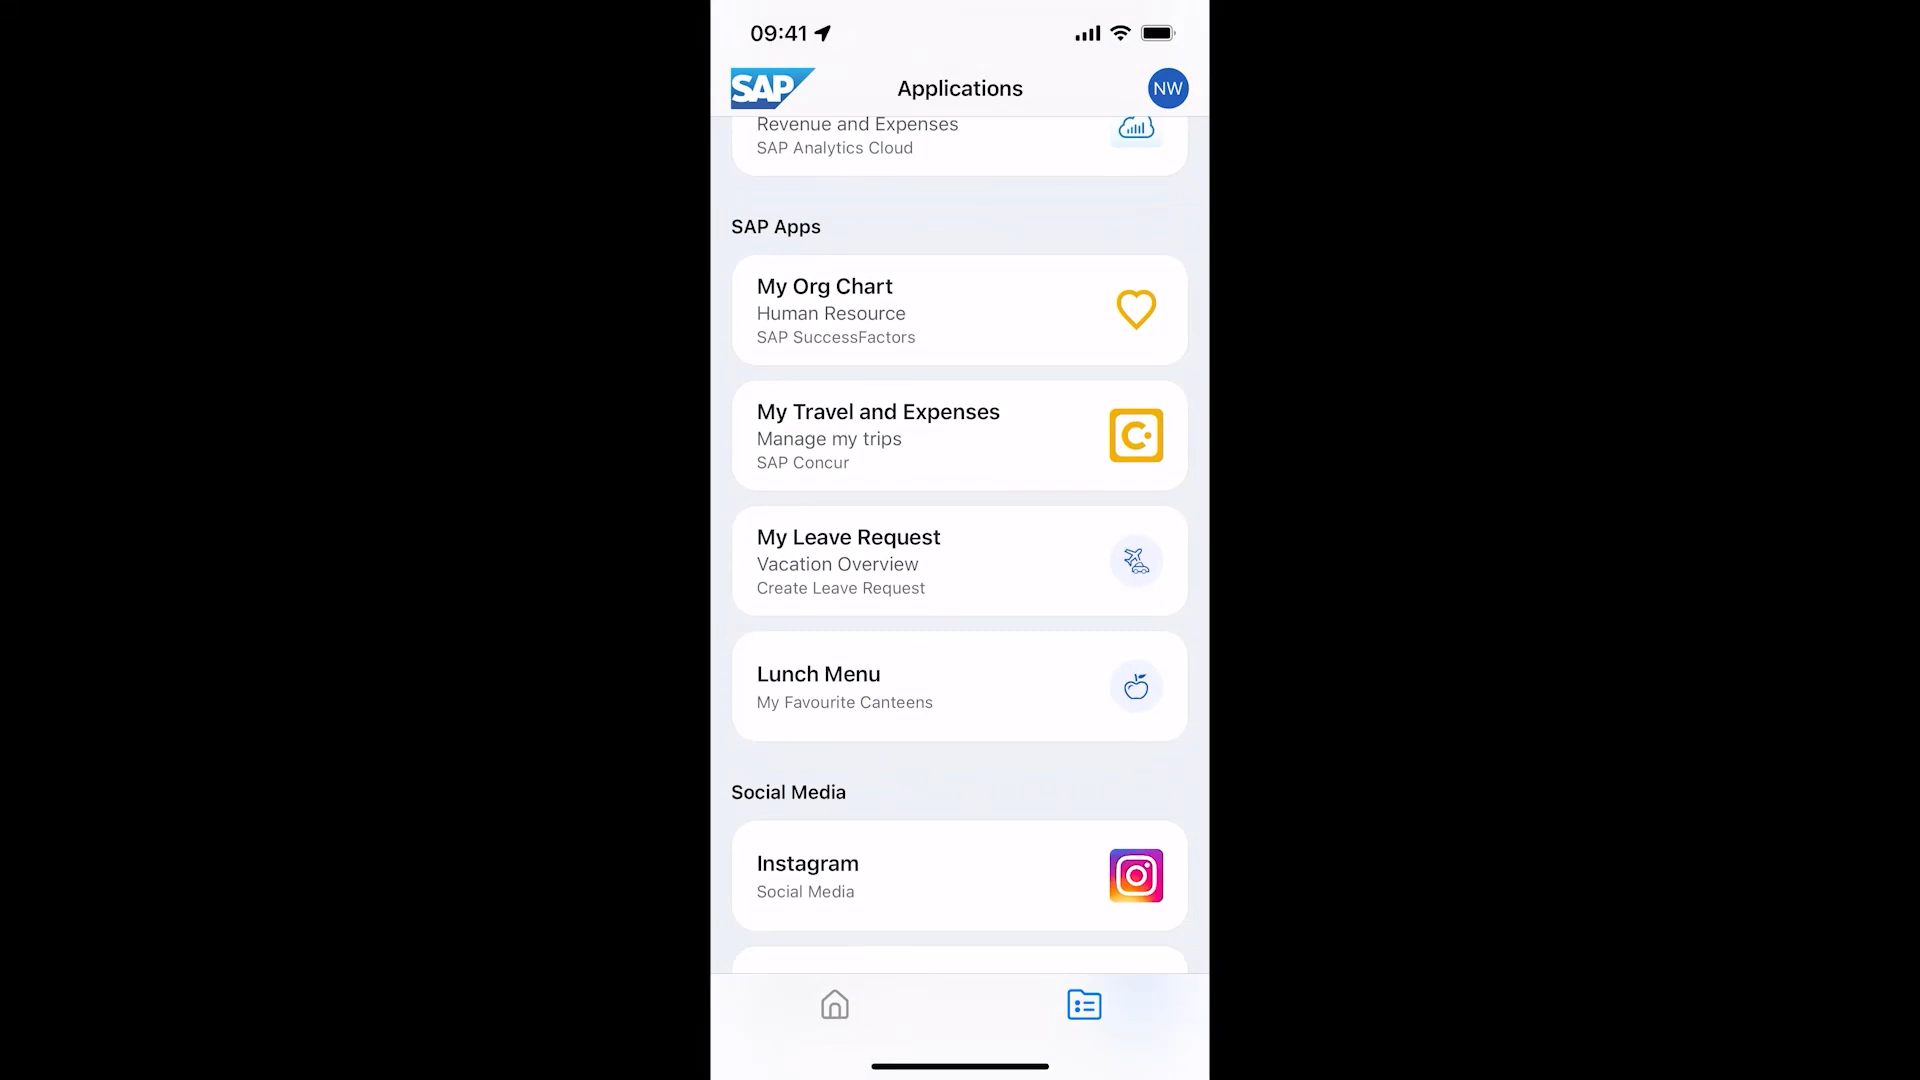 09:41
SAP
Applications
NW
Revenue and Expenses
SAP Analytics Cloud
SAP Apps
My Org Chart
Human Resource
SAP SuccessFactors
My Travel and Expenses
Manage my trips
SAP Concur
My Leave Request
Vacation Overview
Create Leave Request
Lunch Menu
My Favourite Canteens
Social Media
Instagram
Social Media